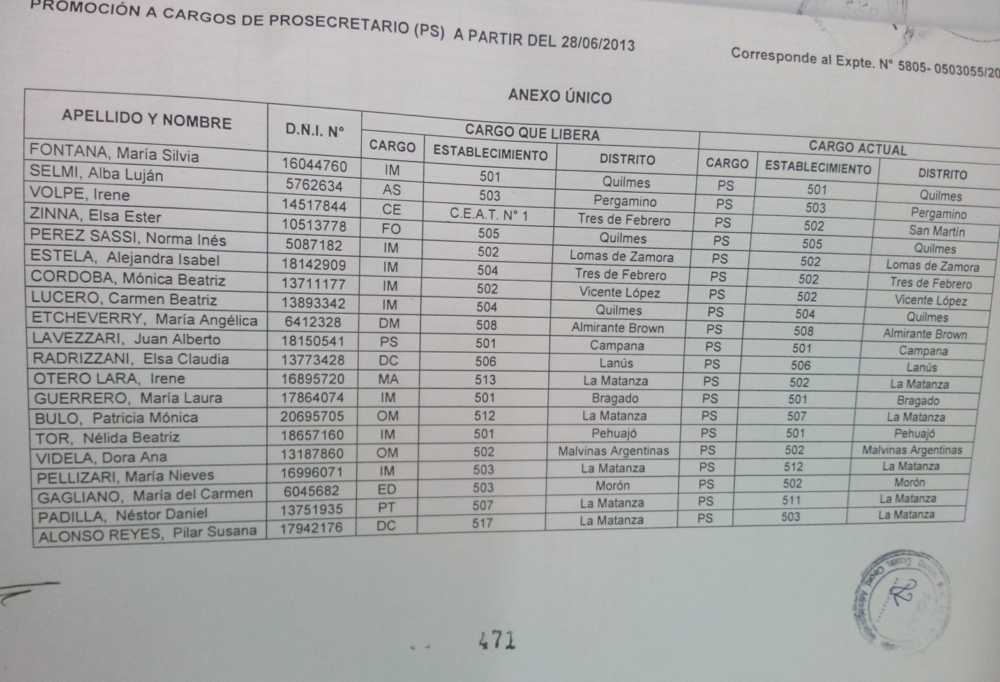 PROMOCIÓN A CARGOS DE PROSECRETARIO (PS) A PARTIR DEL 28/06/2013
Corresponde al Expte. N° 5805- 0503055/20
ANEXO ÚNICO
APELLIDO Y NOMBRE D.N.I. N° CARGO QUE LIBERA CARGO ACTUAL
CARGO ESTABLECIMIENTO DISTRITO CARGO ESTABLECIMIENTO DISTRITO
FONTANA, María Silvia 16044760 IM 501 Quilmes PS 501 Quilmes
SELMI, Alba Luján 5762634 AS 503 Pergamino PS 503 Pergamino
VOLPE, Irene 14517844 CE C.E.A.T. N° 1 Tres de Febrero PS 502 San Martín
ZINNA, Elsa Ester 10513778 FO 505 Quilmes PS 505 Quilmes
PEREZ SASSI, Norma Inés 5087182 IM 502 Lomas de Zamora PS 502 Lomas de Zamora
ESTELA, Alejandra Isabel 18142909 IM 504 Tres de Febrero PS 502 Tres de Febrero
CORDOBA, Mónica Beatriz 13711177 IM 502 Vicente López PS 502 Vicente López
LUCERO, Carmen Beatriz 13893342 IM 504 Quilmes PS 504 Quilmes
ETCHEVERRY, María Angélica 6412328 DM 508 Almirante Brown PS 508 Almirante Brown
LAVEZZARI, Juan Alberto 18150541 PS 501 Campana PS 501 Campana
RADRIZZANI, Elsa Claudia 13773428 DC 506 Lanús PS 506 Lanús
OTERO LARA, Irene 16895720 MA 513 La Matanza PS 502 La Matanza
GUERRERO, María Laura 17864074 IM 501 Bragado PS 501 Bragado
BULO, Patricia Mónica 20695705 OM 512 La Matanza PS 507 La Matanza
TOR, Nélida Beatriz 18657160 IM 501 Pehuajó PS 501 Pehuajó
VIDELA, Dora Ana 13187860 OM 502 Malvinas Argentinas PS 502 Malvinas Argentinas
PELLIZARI, María Nieves 16996071 IM 503 La Matanza PS 512 La Matanza
GAGLIANO, María del Carmen 6045682 ED 503 Morón PS 502 Morón
PADILLA, Néstor Daniel 13751935 PT 507 La Matanza PS 511 La Matanza
ALONSO REYES, Pilar Susana 17942176 DC 517 La Matanza PS 503 La Matanza
FOLIO
471